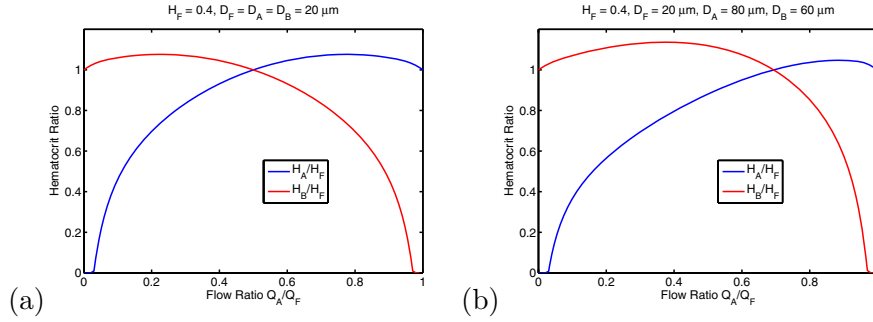 H_F = 0.4, D_F = D_A = D_B = 20 μm
Hematocrit Ratio
1
0.8
0.6
0.4
0.2
0
H_A/H_F
H_B/H_F
0 0.2 0.4 0.6 0.8 1
Flow Ratio Q_A/Q_F
(a)
H_F = 0.4, D_F = 20 μm, D_A = 80 μm, D_B = 60 μm
Hematocrit Ratio
1
0.8
0.6
0.4
0.2
0
H_A/H_F
H_B/H_F
0 0.2 0.4 0.6 0.8 1
Flow Ratio Q_A/Q_F
(b)